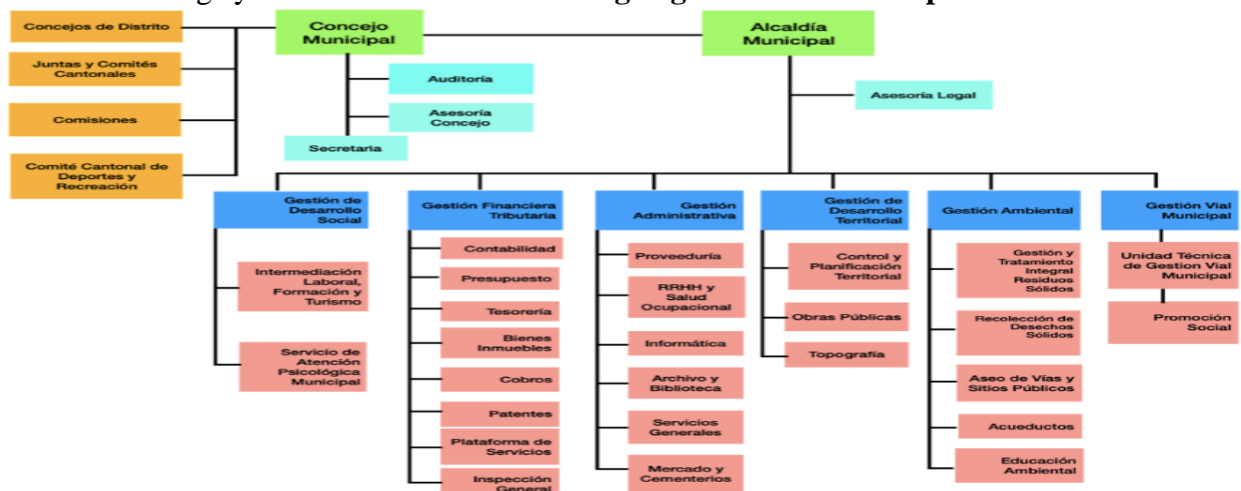 Concejos de Distrito
Concejo
Municipal
Alcaldía
Municipal
Juntas y Comités
Cantonales
Auditoría
Asesoría Legal
Comisiones
Asesoría
Concejo
Secretaría
Comité Cantonal de
Deportes y
Recreación
Gestión de
Desarrollo
Social
Gestión Financiera
Tributaria
Gestión
Administrativa
Gestión de
Desarrollo
Territorial
Gestión Ambiental
Gestión Vial
Municipal
Intermediación
Laboral,
Formación y
Turismo
Servicio de
Atención
Psicológica
Municipal
Contabilidad
Presupuesto
Tesorería
Bienes
Inmuebles
Cobros
Patentes
Plataforma de
Servicios
Inspección
General
Proveeduría
RRHH y
Salud
Ocupacional
Informática
Archivo y
Biblioteca
Servicios
Generales
Mercado y
Cementerios
Control y
Planificación
Territorial
Obras Públicas
Topografía
Gestión y
Tratamiento
Integral
Residuos
Sólidos
Recolección de
Desechos
Sólidos
Aseo de Vías y
Sitios Públicos
Acueductos
Educación
Ambiental
Unidad Técnica
de Gestion Vial
Municipal
Promoción
Social